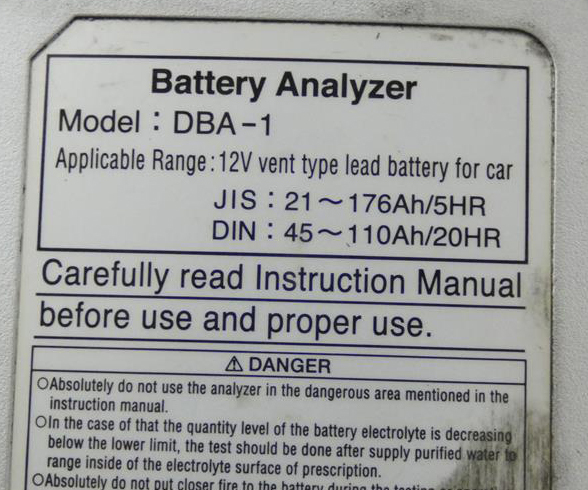 Battery Analyzer
Model : DBA-1
Applicable Range : 12V vent type lead battery for car
JIS : 21～176Ah/5HR
DIN : 45～110Ah/20HR
Carefully read Instruction Manual
before use and proper use.
⚠ DANGER
○Absolutely do not use the analyzer in the dangerous area mentioned in the
instruction manual.
○In the case of that the quantity level of the battery electrolyte is decreasing
below the lower limit, the test should be done after supply purified water to
range inside of the electrolyte surface of prescription.
○Absolutely do not put closer fire to the battery during the